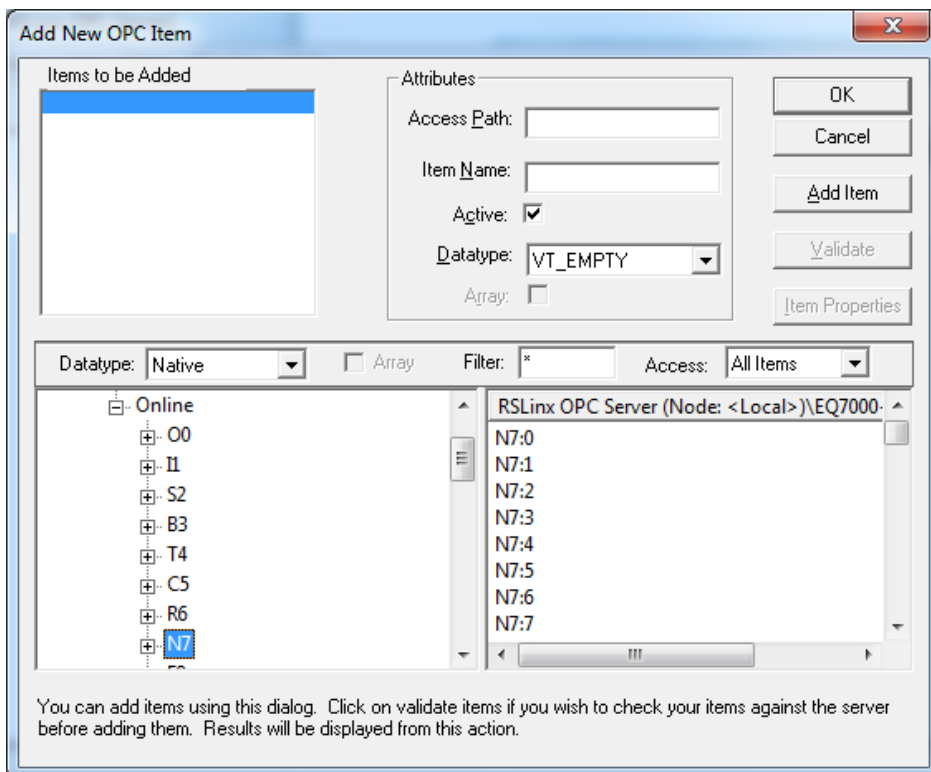 Add New OPC Item
Items to be Added
Attributes
Access Path:
Item Name:
Active:
Datatype: VT_EMPTY
Array:
OK
Cancel
Add Item
Validate
Item Properties
Datatype: Native Array Filter: * Access: All Items
Online
O0
I1
S2
B3
T4
C5
R6
N7
RSLinx OPC Server (Node: <Local>)\EQ7000-
N7:0
N7:1
N7:2
N7:3
N7:4
N7:5
N7:6
N7:7
You can add items using this dialog. Click on validate items if you wish to check your items against the server
before adding them. Results will be displayed from this action.